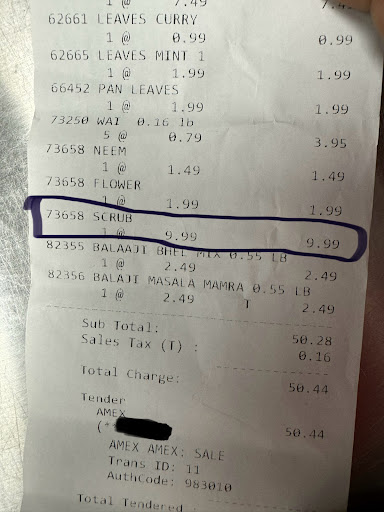 1 @ 7.49
62661 LEAVES CURRY
1 @ 0.99 0.99
62665 LEAVES MINT 1
1 @ 1.99 1.99
66452 PAN LEAVES
1 @ 1.99 1.99
73250 WAI 0.16 lb
5 @ 0.79 3.95
73658 NEEM
1 @ 1.49 1.49
73658 FLOWER
1 @ 1.99 1.99
73658 SCRUB
1 @ 9.99 9.99
82355 BALAAJI BHEL MIX 0.55 LB
1 @ 2.49 2.49
82356 BALAJI MASALA MAMRA 0.55 LB
1 @ 2.49 T 2.49
Sub Total: 50.28
Sales Tax (T) : 0.16
Total Charge: 50.44
Tender
AMEX 50.44
AMEX AMEX: SALE
Trans ID: 11
AuthCode: 983010
Total Tendered